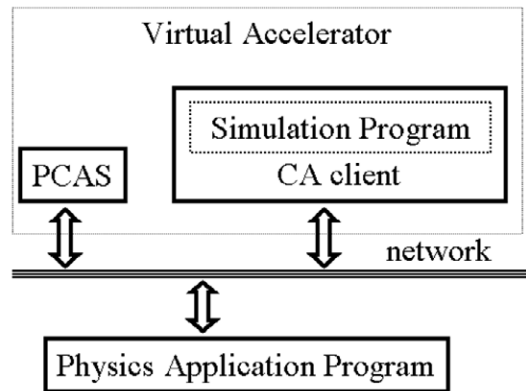 Virtual Accelerator
Simulation Program
PCAS
CA client
network
Physics Application Program